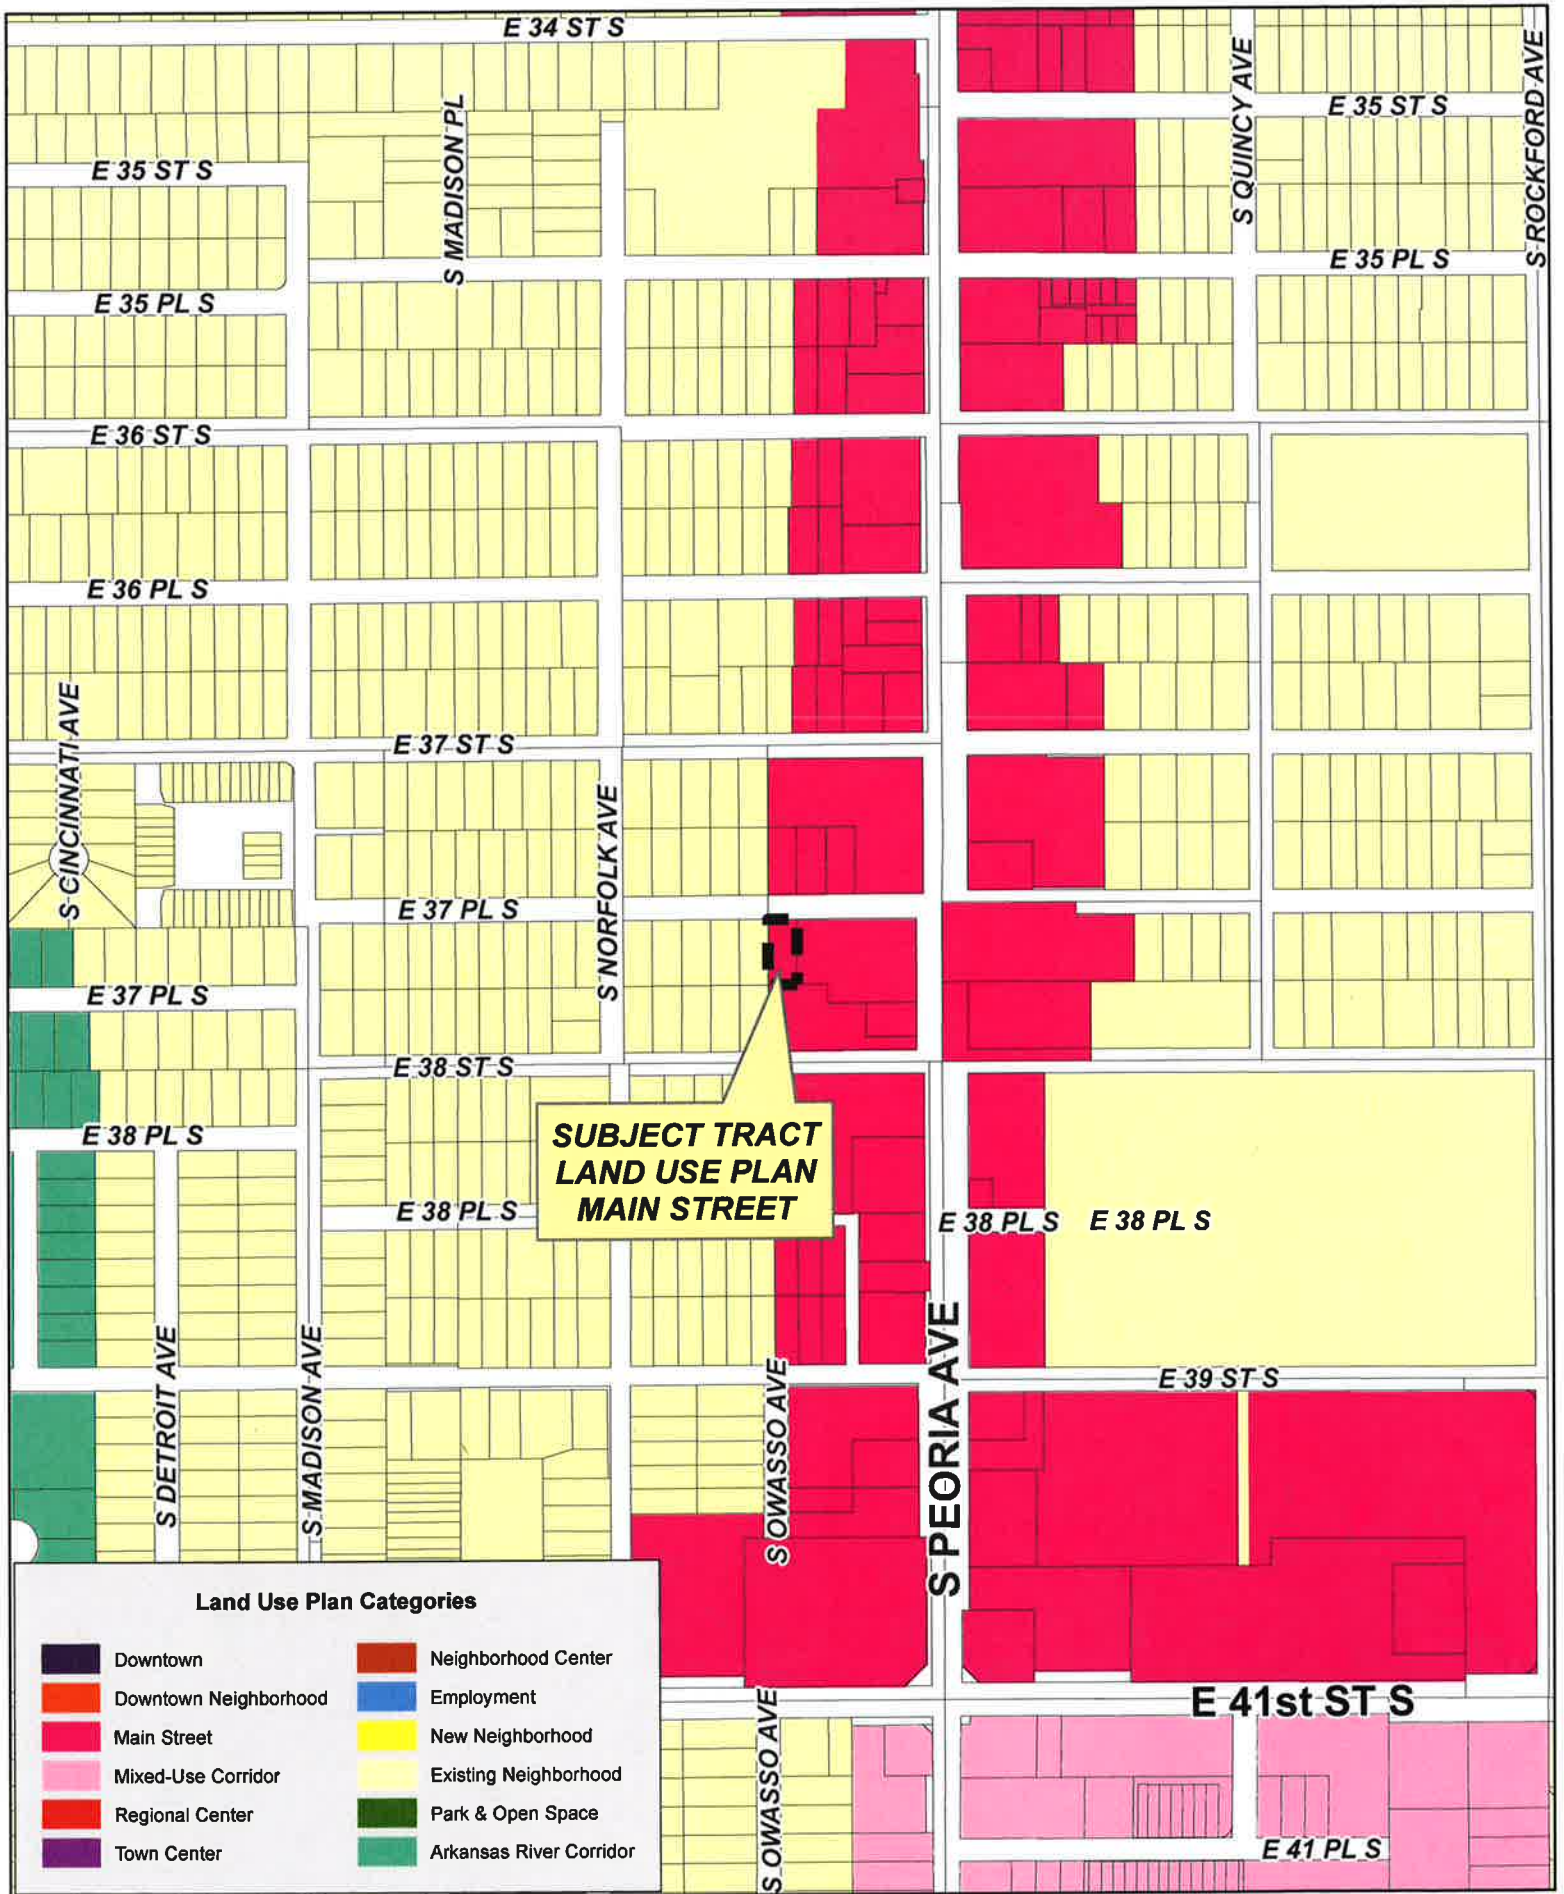 E 34 ST S
S QUINCY AVE
S ROCKFORD AVE
E 35 ST S
S MADISON PL
E 35 ST S
E 35 PL S
E 35 PL S
E 36 ST S
E 36 PL S
S CINCINNATI AVE
E 37 ST S
S NORFOLK AVE
E 37 PL S
E 37 PL S
E 38 ST S
E 38 PL S
SUBJECT TRACT
LAND USE PLAN
MAIN STREET
E 38 PL S
E 38 PL S
E 38 PL S
S DETROIT AVE
S MADISON AVE
S OWASSO AVE
S PEORIA AVE
E 39 ST S
E 41st ST S
S OWASSO AVE
E 41 PL S
Land Use Plan Categories
Downtown
Downtown Neighborhood
Main Street
Mixed-Use Corridor
Regional Center
Town Center
Neighborhood Center
Employment
New Neighborhood
Existing Neighborhood
Park & Open Space
Arkansas River Corridor